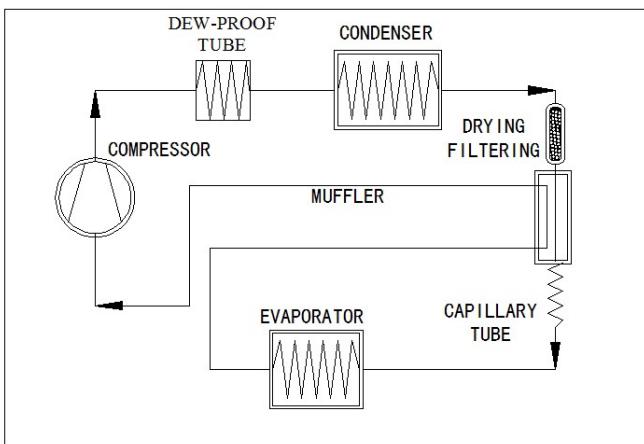 DEW-PROOF
TUBE
CONDENSER
DRYING
FILTERING
COMPRESSOR
MUFFLER
EVAPORATOR
CAPILLARY
TUBE